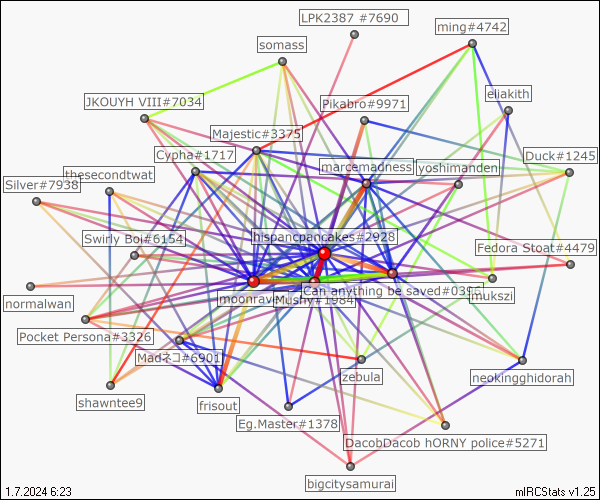 LPK2387 #7690
ming#4742
somass
eliakith
JKOUYH VIII#7034
Pikabro#9971
Majestic#3375
Cypha#1717
marcemadness
yoshimanden
Duck#1245
thesecondtwat
Silver#7938
Swirly Boi#6154
hispancpancakes#2928
Fedora Stoat#4479
Can anything be saved#039
mukszi
normalwan
moonrav
Mushy#1984
Pocket Persona#3326
Madネコ#6901
zebula
neokingghidorah
shawntee9
frisout
Eg.Master#1378
DacobDacob hORNY police#5271
bigcitysamurai
1.7.2024 6:23
mIRCStats v1.25